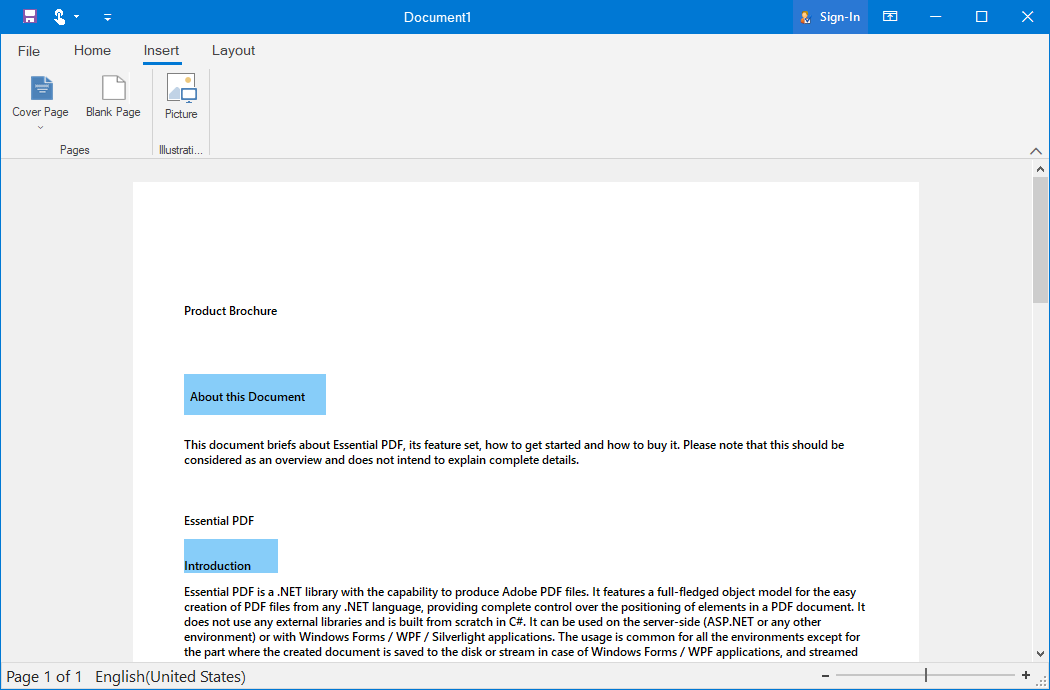 Document1
Sign-In
File Home Insert Layout
Cover Page Blank Page Picture
Pages Illustrati...
Product Brochure
About this Document
This document briefs about Essential PDF, its feature set, how to get started and how to buy it. Please note that this should be
considered as an overview and does not intend to explain complete details.
Essential PDF
Introduction
Essential PDF is a .NET library with the capability to produce Adobe PDF files. It features a full-fledged object model for the easy
creation of PDF files from any .NET language, providing complete control over the positioning of elements in a PDF document. It
does not use any external libraries and is built from scratch in C#. It can be used on the server-side (ASP.NET or any other
environment) or with Windows Forms / WPF / Silverlight applications. The usage is common for all the environments except for
the part where the created document is saved to the disk or stream in case of Windows Forms / WPF applications, and streamed
Page 1 of 1 English(United States)